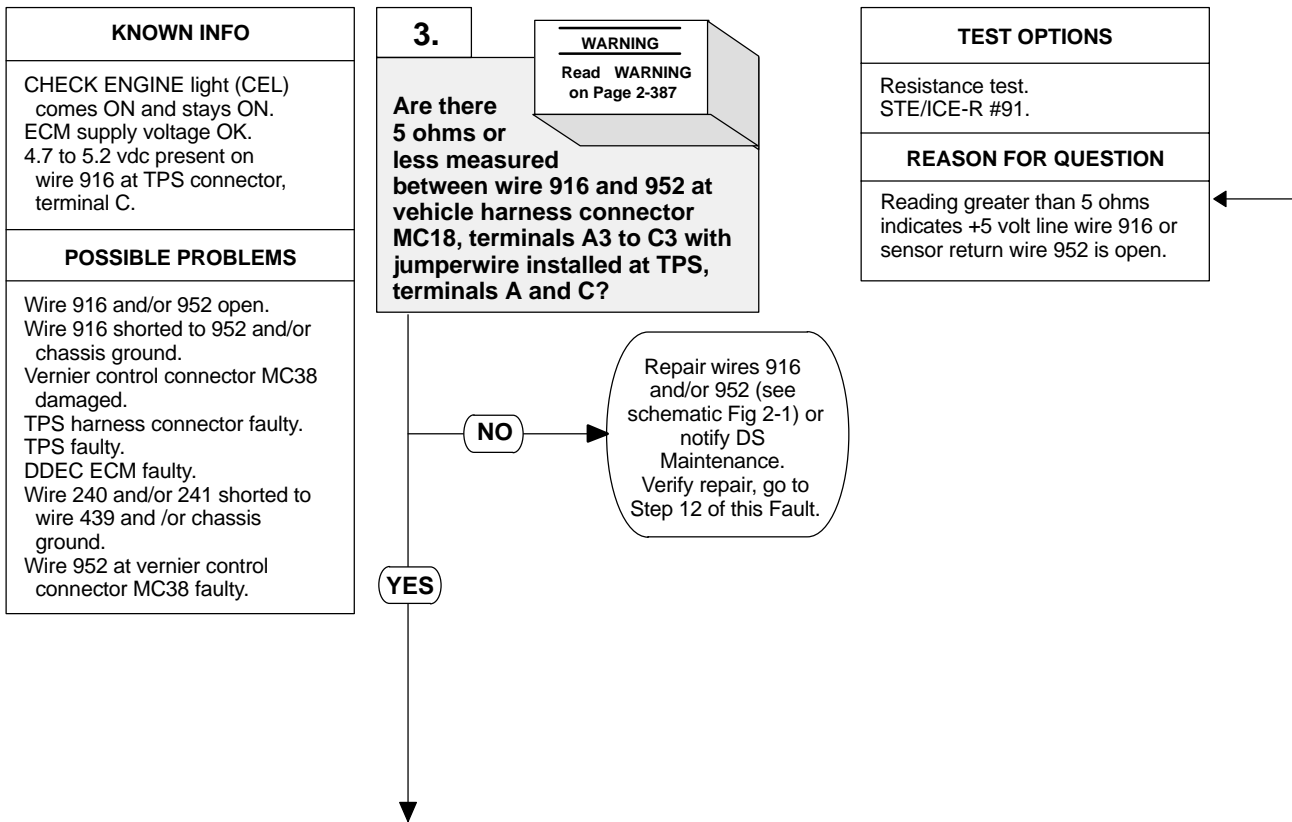 KNOWN INFO
CHECK ENGINE light (CEL)
comes ON and stays ON.
ECM supply voltage OK.
4.7 to 5.2 vdc present on
wire 916 at TPS connector,
terminal C.
POSSIBLE PROBLEMS
Wire 916 and/or 952 open.
Wire 916 shorted to 952 and/or
chassis ground.
Vernier control connector MC38
damaged.
TPS harness connector faulty.
TPS faulty.
DDEC ECM faulty.
Wire 240 and/or 241 shorted to
wire 439 and /or chassis
ground.
Wire 952 at vernier control
connector MC38 faulty.
3.
WARNING
Read WARNING
on Page 2-387
Are there
5 ohms or
less measured
between wire 916 and 952 at
vehicle harness connector
MC18, terminals A3 to C3 with
jumperwire installed at TPS,
terminals A and C?
NO
Repair wires 916
and/or 952 (see
schematic Fig 2-1) or
notify DS
Maintenance.
Verify repair, go to
Step 12 of this Fault.
YES
TEST OPTIONS
Resistance test.
STE/ICE-R #91.
REASON FOR QUESTION
Reading greater than 5 ohms
indicates +5 volt line wire 916 or
sensor return wire 952 is open.